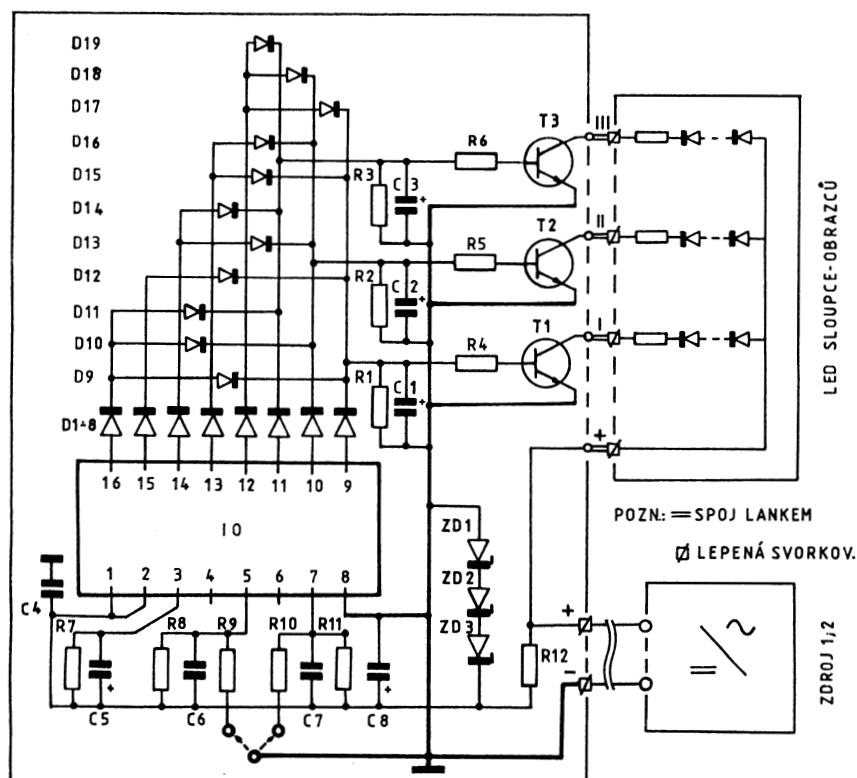 D19
D18
D17
D16
D15
D14
D13
D12
D11
D10
D9
D1÷8
T3
III
R6
R3
C3
+
T2
II
R5
R2
C2
+
T1
I
R4
R1
C1
+
+
LED SLOUPCE-OBRAZCŮ
16 15 14 13 12 11 10 9
IO
1 2 3 4 5 6 7 8
C4
R7
C5
+
R8
C6
R9
R10
C7
R11
C8
+
ZD1
ZD2
ZD3
R12
POZN.: = SPOJ LANKEM
LEPENÁ SVORKOV.
+
-
= / ~
ZDROJ 1;2